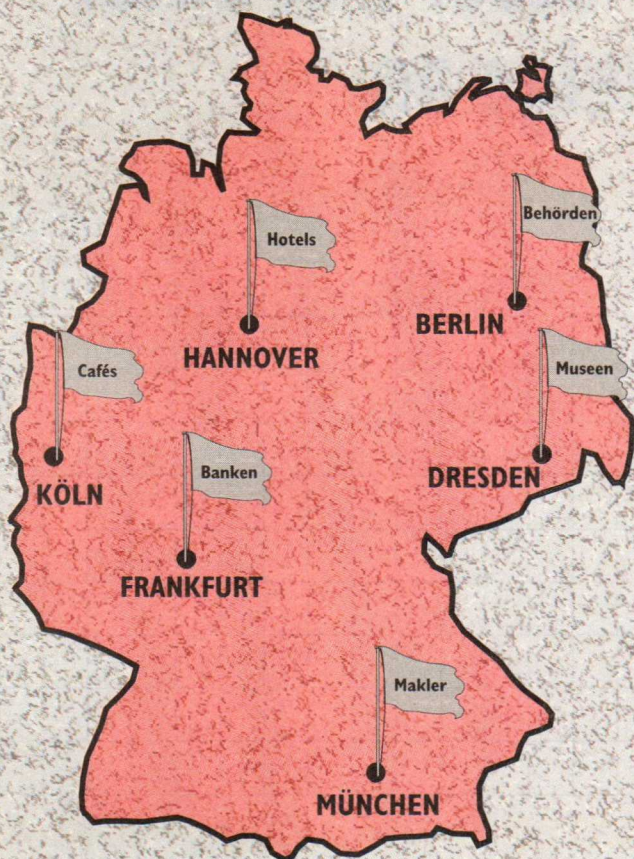 Behörden
Hotels
BERLIN
HANNOVER
Cafés
Museen
Banken
DRESDEN
KÖLN
FRANKFURT
Makler
MÜNCHEN